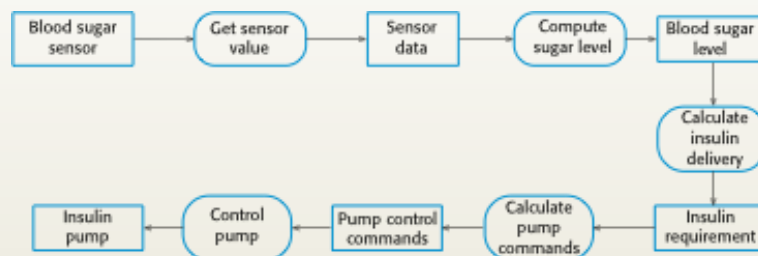 Blood sugar
sensor
Get sensor
value
Sensor
data
Compute
sugar level
Blood sugar
level
Calculate
insulin
delivery
Insulin
requirement
Calculate
pump
commands
Pump control
commands
Control
pump
Insulin
pump